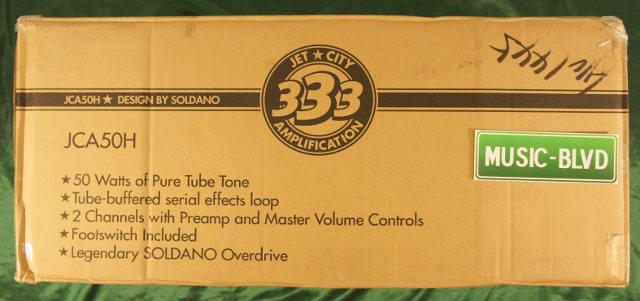 JET ★ CITY
333
AMPLIFICATION
JCA50H ★ DESIGN BY SOLDANO
JCA50H
★ 50 Watts of Pure Tube Tone
★ Tube-buffered serial effects loop
★ 2 Channels with Preamp and Master Volume Controls
★ Footswitch Included
★ Legendary SOLDANO Overdrive
MUSIC-BLVD